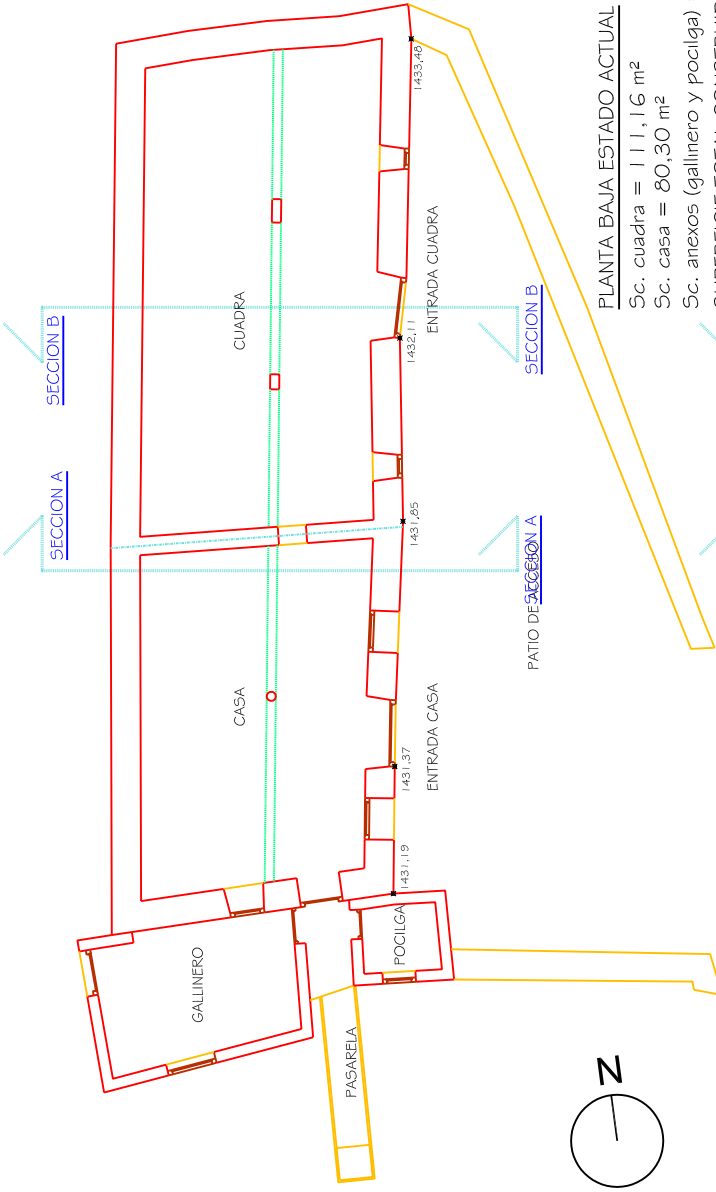 PLANTA BAJA ESTADO ACTUAL
Sc. cuadra = 111,16 m²
Sc. casa = 80,30 m²
Sc. anexos (gallinero y pocilga)
SECCION A
SECCION B
GALLINERO
CASA
CUADRA
POCILGA
1431,19
1431,37
1431,85
1432,11
1433,48
ENTRADA CASA
ENTRADA CUADRA
PASARELA
PATIO DE ACCESO
SECCION A
SECCION B
N